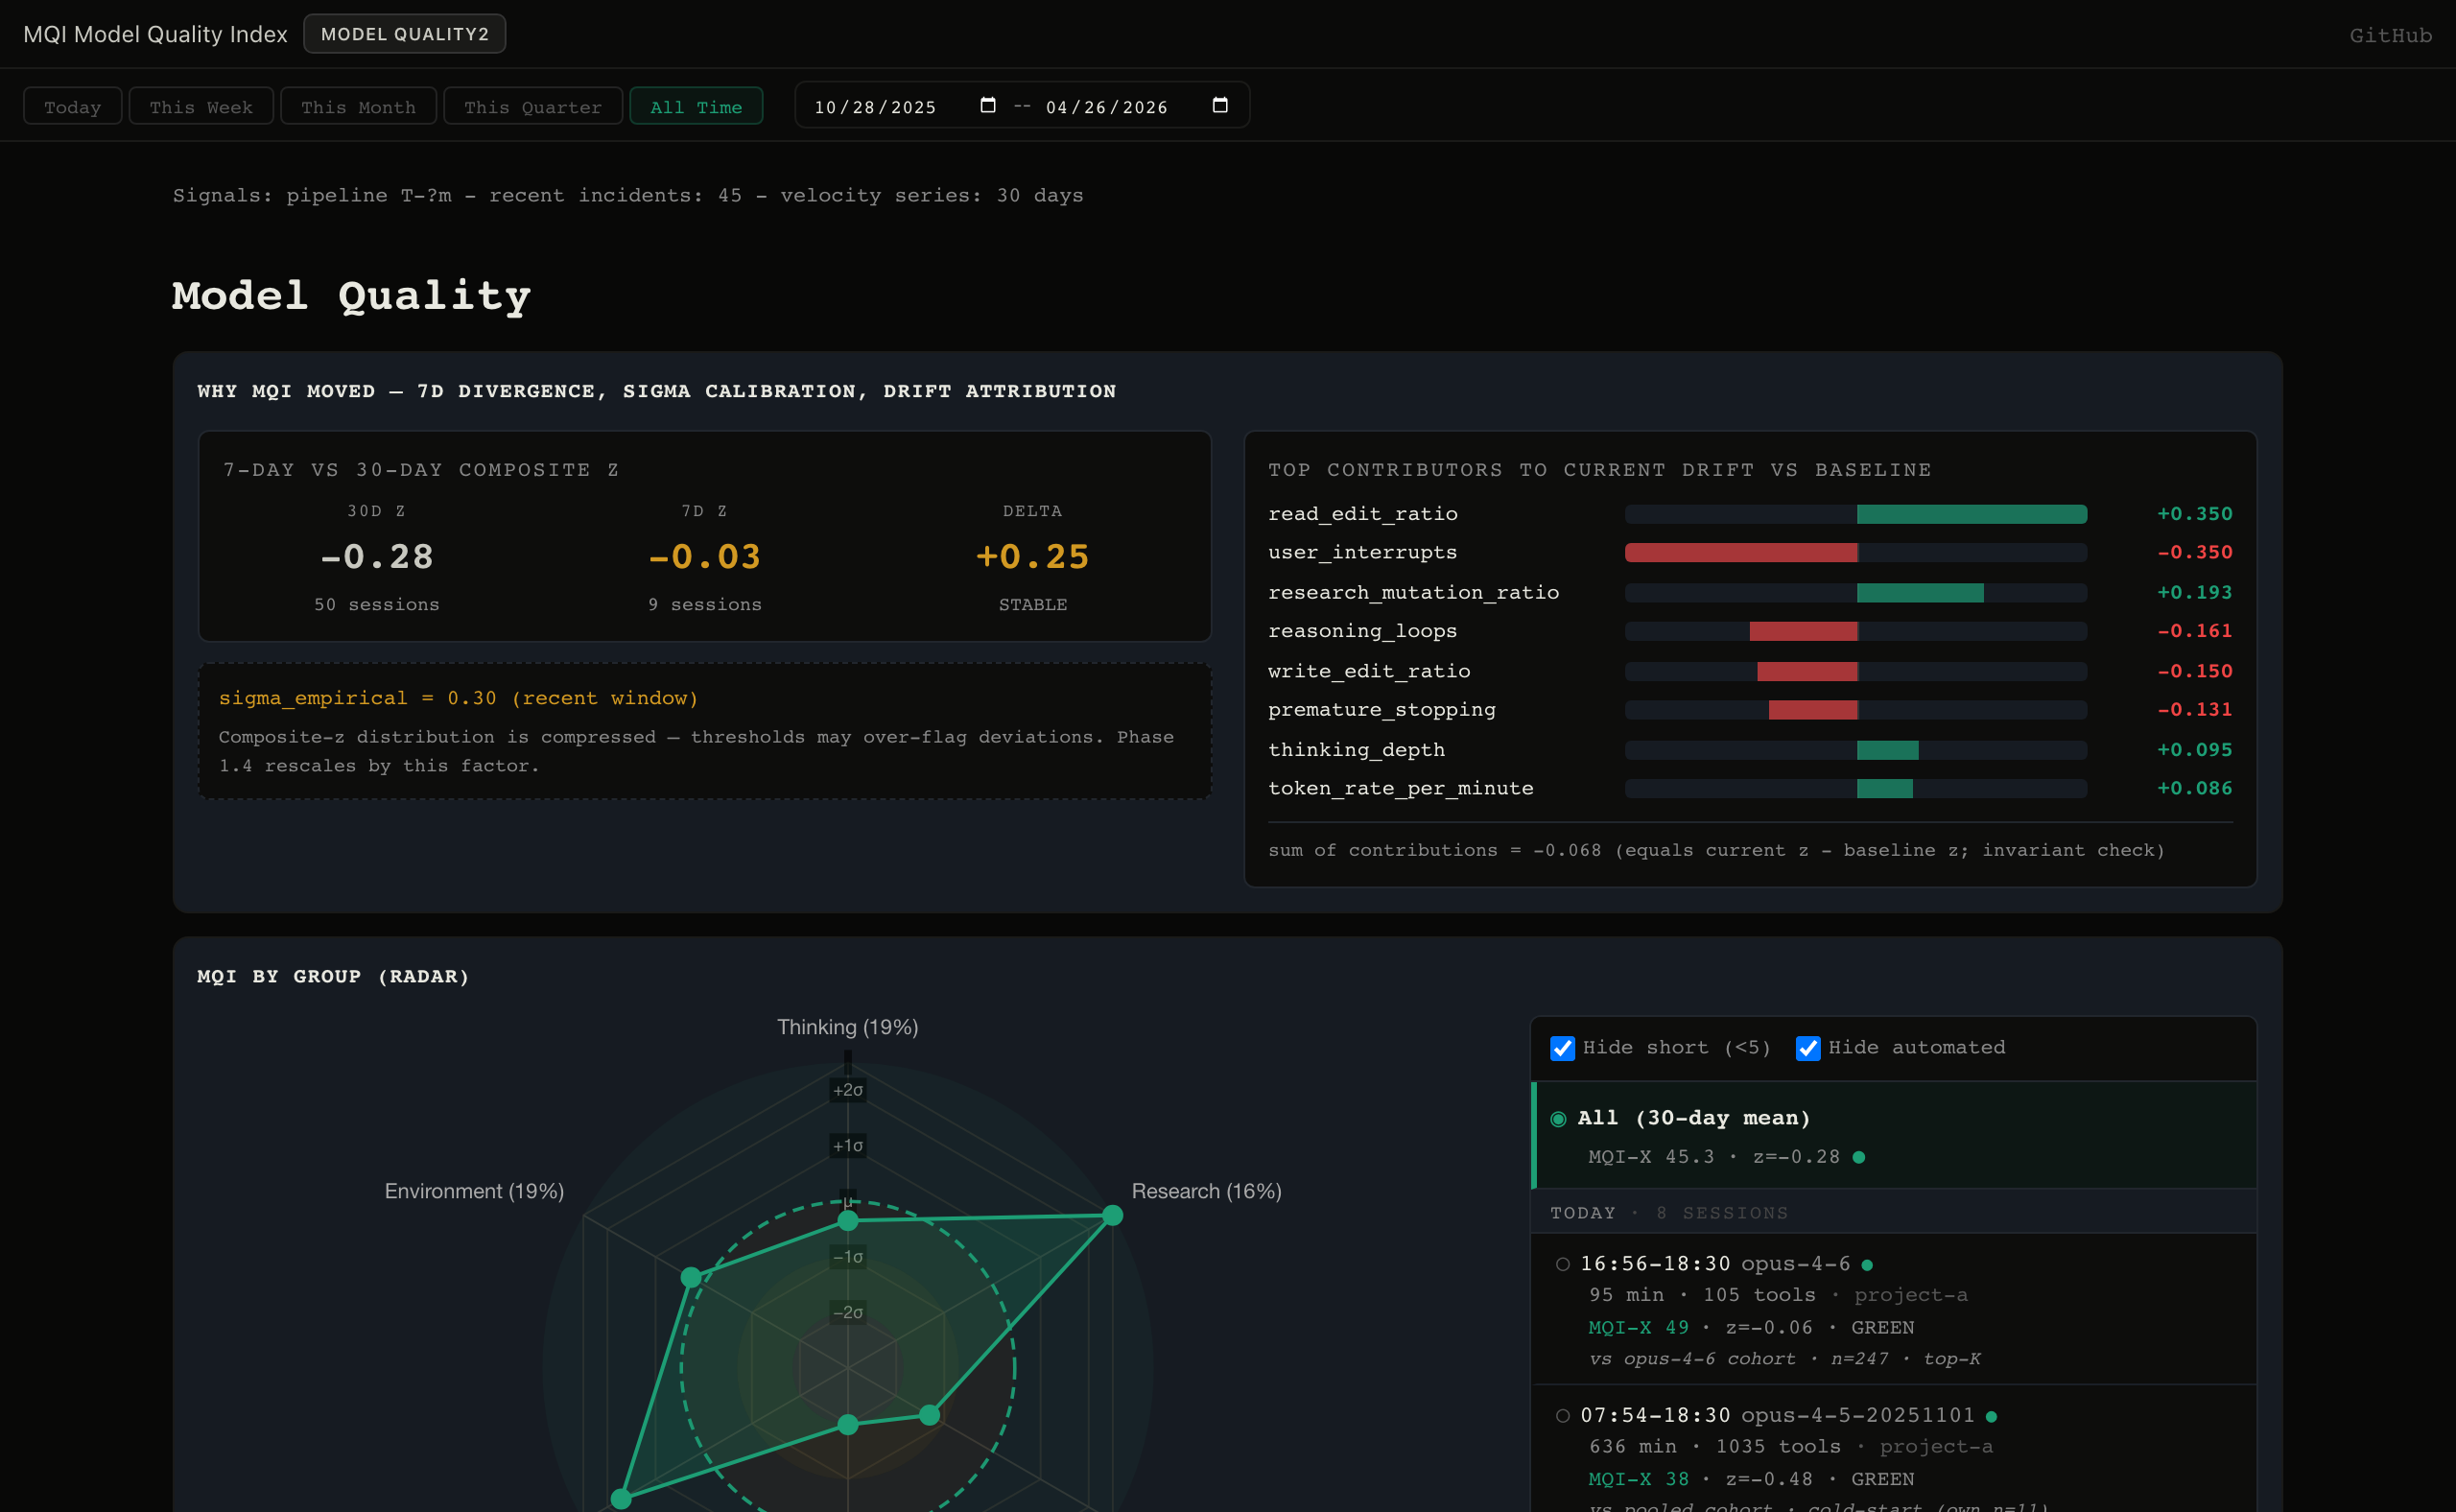 MQI Model Quality Index
MODEL QUALITY2
GitHub
Today
This Week
This Month
This Quarter
All Time
10/28/2025 -- 04/26/2026
Signals: pipeline T-?m - recent incidents: 45 - velocity series: 30 days
Model Quality
WHY MQI MOVED — 7D DIVERGENCE, SIGMA CALIBRATION, DRIFT ATTRIBUTION
7-DAY VS 30-DAY COMPOSITE Z
30D Z
7D Z
DELTA
-0.28
-0.03
+0.25
50 sessions
9 sessions
STABLE
sigma_empirical = 0.30 (recent window)
Composite-z distribution is compressed — thresholds may over-flag deviations. Phase
1.4 rescales by this factor.
TOP CONTRIBUTORS TO CURRENT DRIFT VS BASELINE
read_edit_ratio +0.350
user_interrupts -0.350
research_mutation_ratio +0.193
reasoning_loops -0.161
write_edit_ratio -0.150
premature_stopping -0.131
thinking_depth +0.095
token_rate_per_minute +0.086
sum of contributions = -0.068 (equals current z - baseline z; invariant check)
MQI BY GROUP (RADAR)
Thinking (19%)
+2σ
+1σ
Environment (19%)
Research (16%)
μ
-1σ
-2σ
Hide short (<5)
Hide automated
All (30-day mean)
MQI-X 45.3 · z=-0.28
TODAY · 8 SESSIONS
16:56-18:30 opus-4-6
95 min · 105 tools · project-a
MQI-X 49 · z=-0.06 · GREEN
vs opus-4-6 cohort · n=247 · top-K
07:54-18:30 opus-4-5-20251101
636 min · 1035 tools · project-a
MQI-X 38 · z=-0.48 · GREEN
vs pooled cohort · cold-start (own n=11)